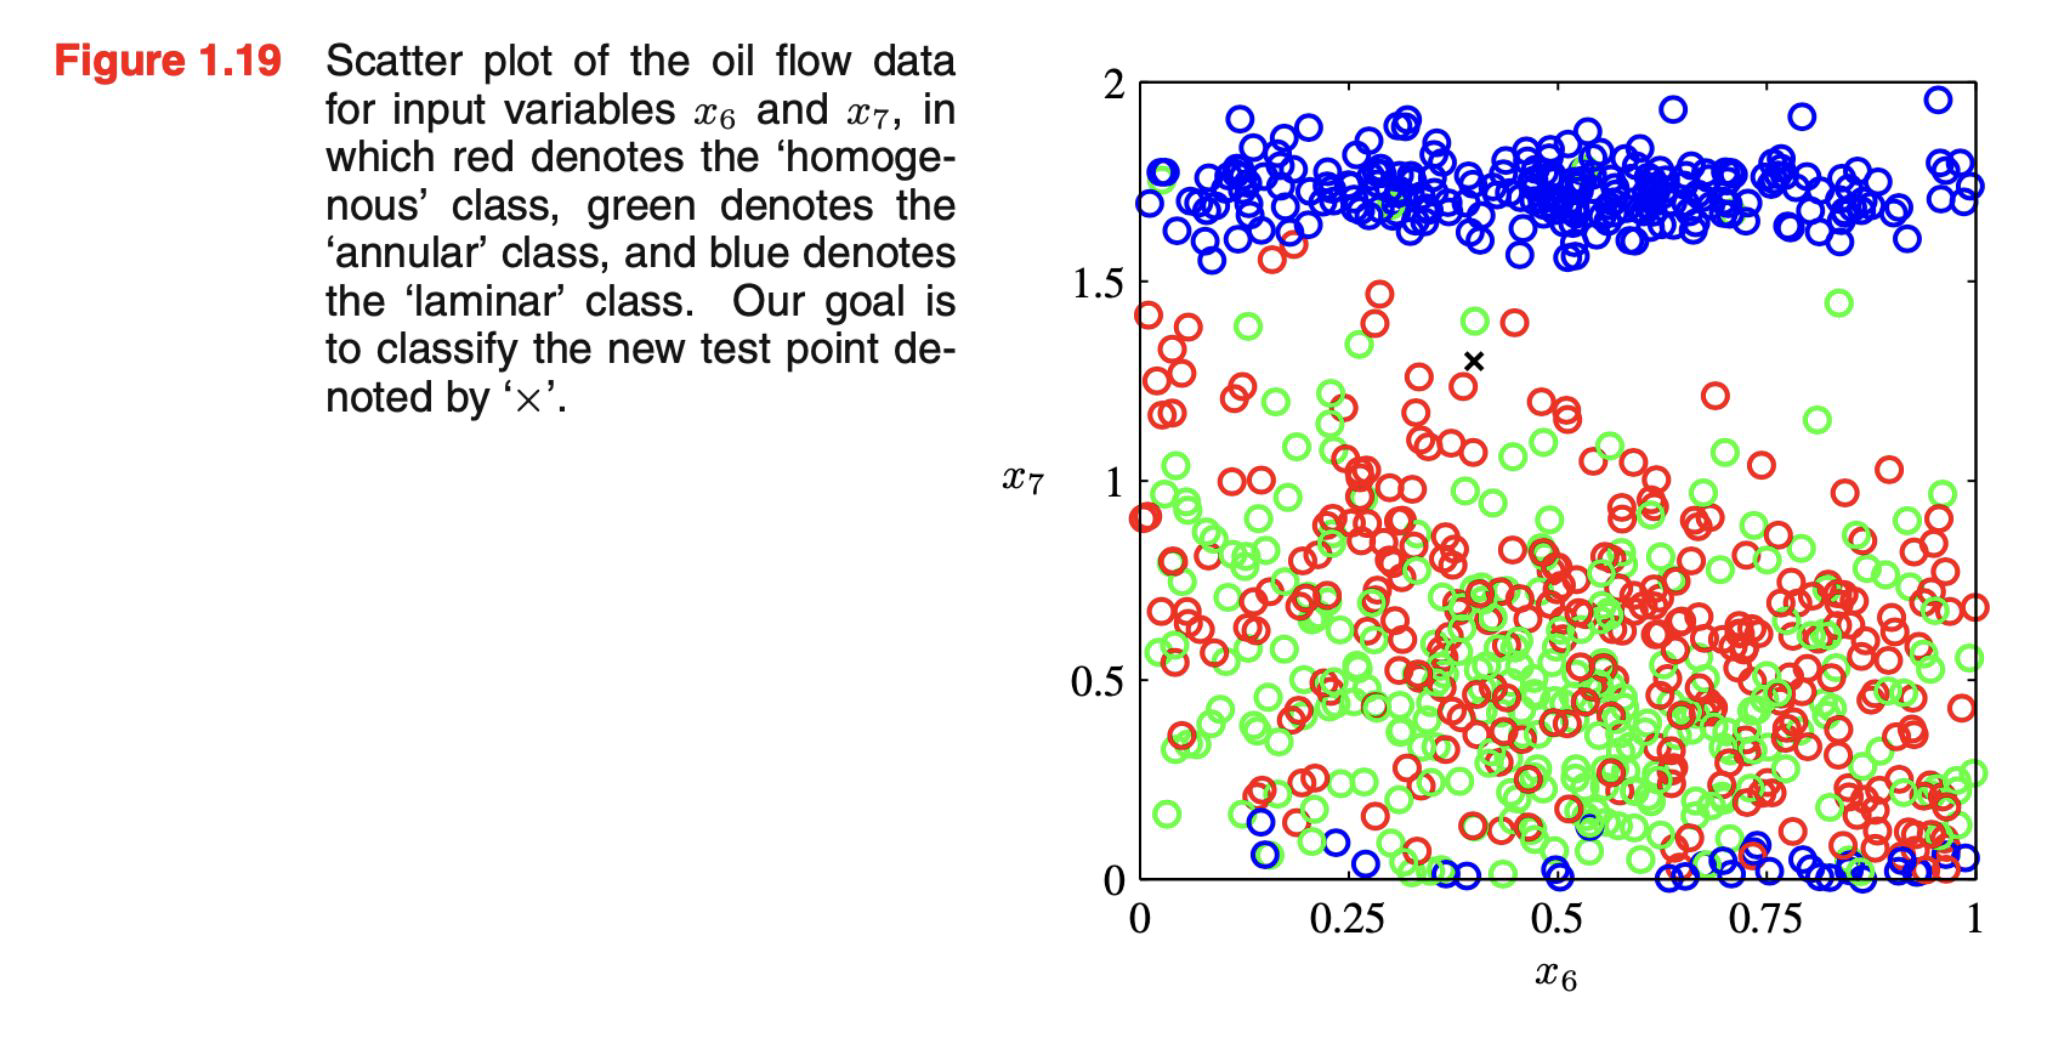 Figure 1.19 Scatter plot of the oil flow data
for input variables x₆ and x₇, in
which red denotes the ‘homoge-
nous’ class, green denotes the
‘annular’ class, and blue denotes
the ‘laminar’ class. Our goal is
to classify the new test point de-
noted by ‘×’.
2
1.5
x₇
1
0.5
0
0 0.25 0.5 0.75 1
x₆